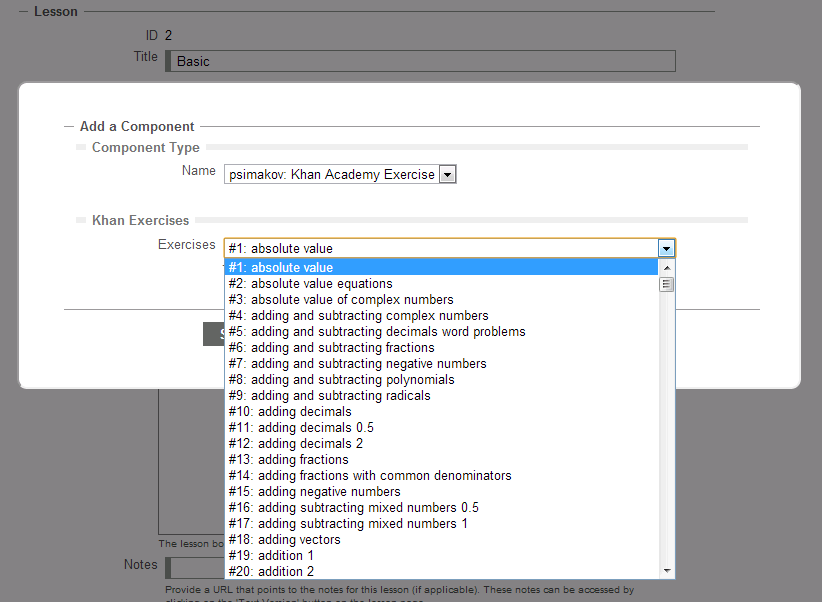 Lesson
ID 2
Title Basic
Add a Component
Component Type
Name psimakov: Khan Academy Exercise
Khan Exercises
Exercises #1: absolute value
#1: absolute value
#2: absolute value equations
#3: absolute value of complex numbers
#4: adding and subtracting complex numbers
#5: adding and subtracting decimals word problems
#6: adding and subtracting fractions
#7: adding and subtracting negative numbers
#8: adding and subtracting polynomials
#9: adding and subtracting radicals
#10: adding decimals
#11: adding decimals 0.5
#12: adding decimals 2
#13: adding fractions
#14: adding fractions with common denominators
#15: adding negative numbers
#16: adding subtracting mixed numbers 0.5
#17: adding subtracting mixed numbers 1
#18: adding vectors
#19: addition 1
#20: addition 2
The lesson bo
Notes
Provide a URL that points to the notes for this lesson (if applicable). These notes can be accessed by